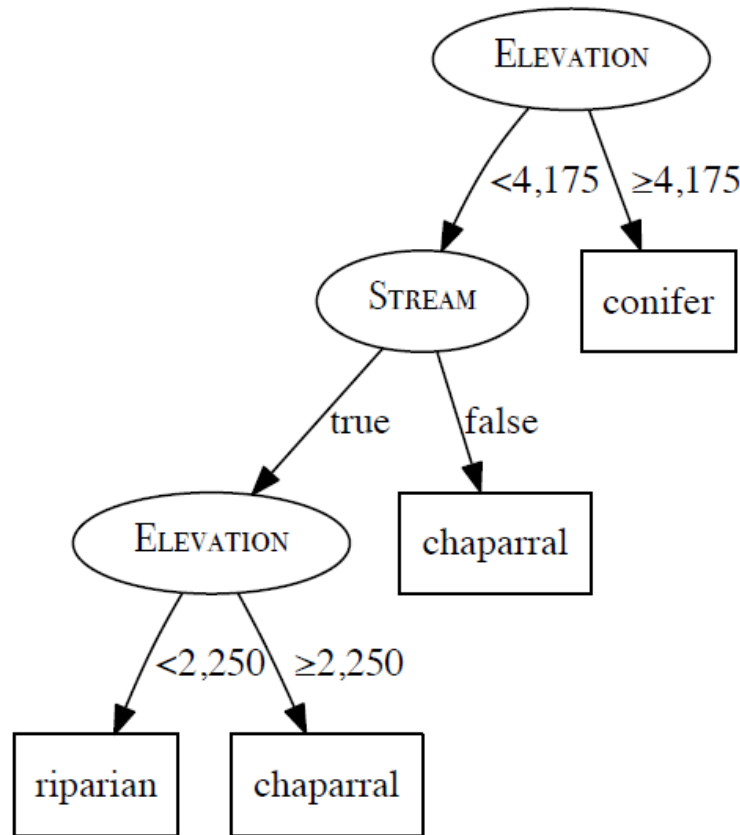 ELEVATION
<4,175
≥4,175
STREAM
conifer
true
false
ELEVATION
chaparral
<2,250
≥2,250
riparian
chaparral